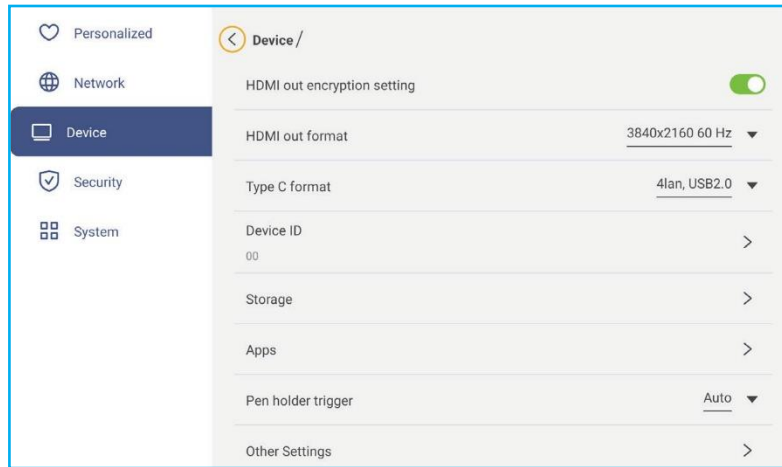 Personalized
Network
Device
Security
System
Device/
HDMI out encryption setting
HDMI out format 3840x2160 60 Hz
Type C format 4lan, USB2.0
Device ID
00
Storage
Apps
Pen holder trigger Auto
Other Settings